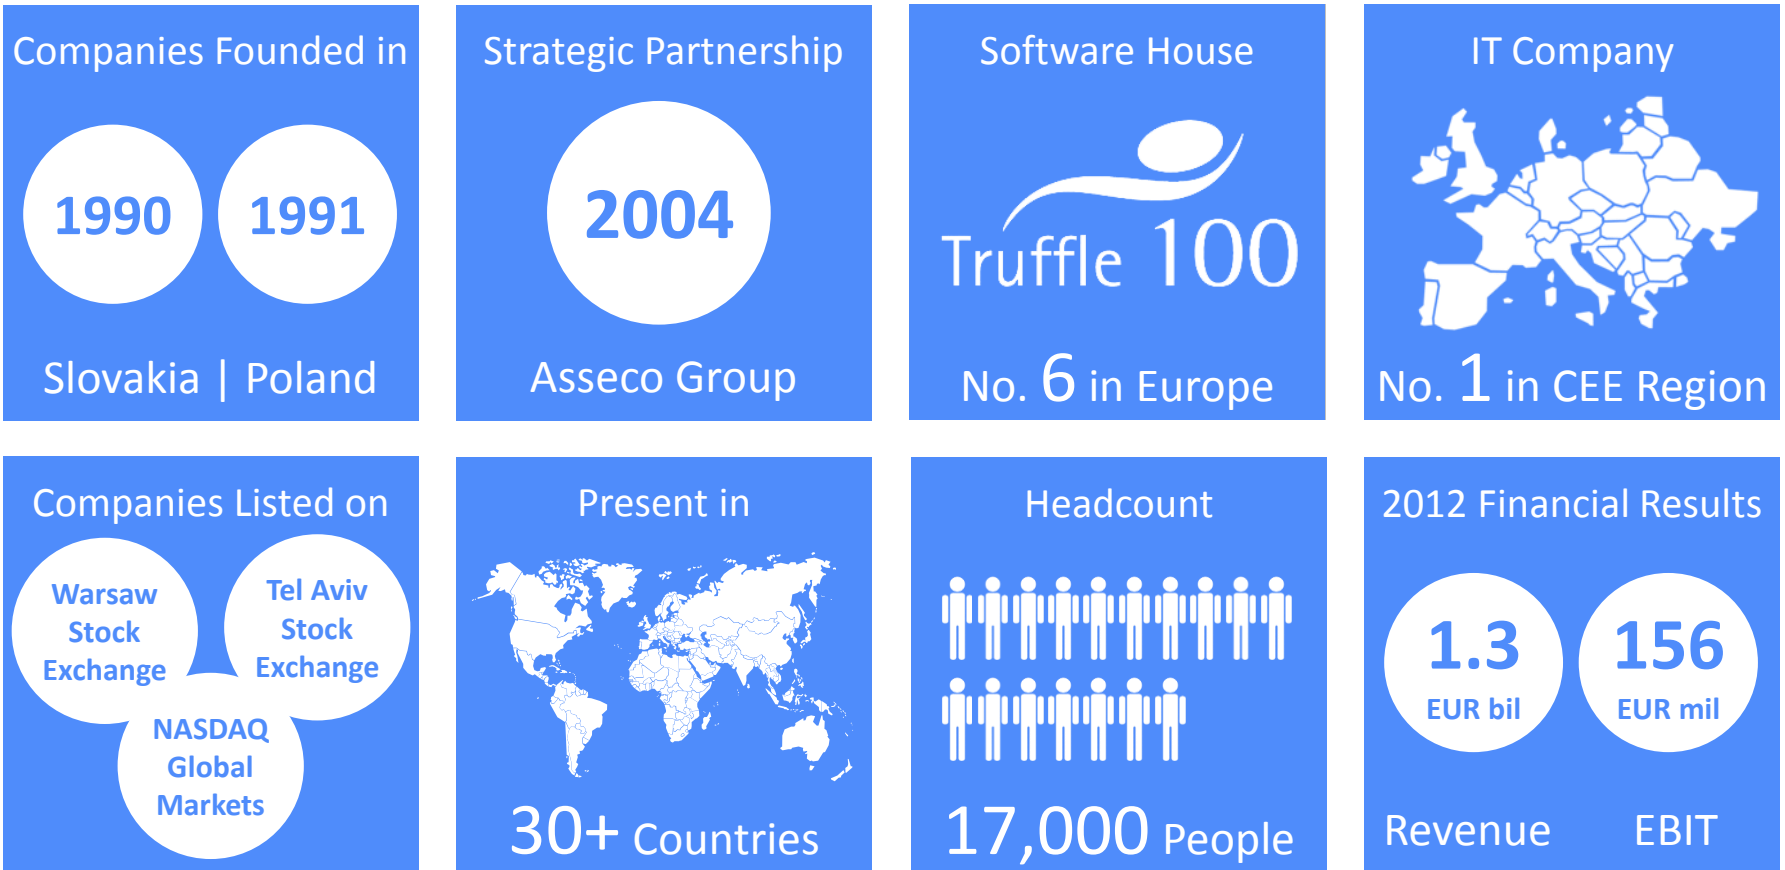 Companies Founded in
1990
1991
Slovakia | Poland
Strategic Partnership
2004
Asseco Group
Software House
Truffle 100
No. 6 in Europe
IT Company
No. 1 in CEE Region
Companies Listed on
Warsaw
Stock
Exchange
Tel Aviv
Stock
Exchange
NASDAQ
Global
Markets
Present in
30+ Countries
Headcount
17,000 People
2012 Financial Results
1.3
EUR bil
156
EUR mil
Revenue
EBIT